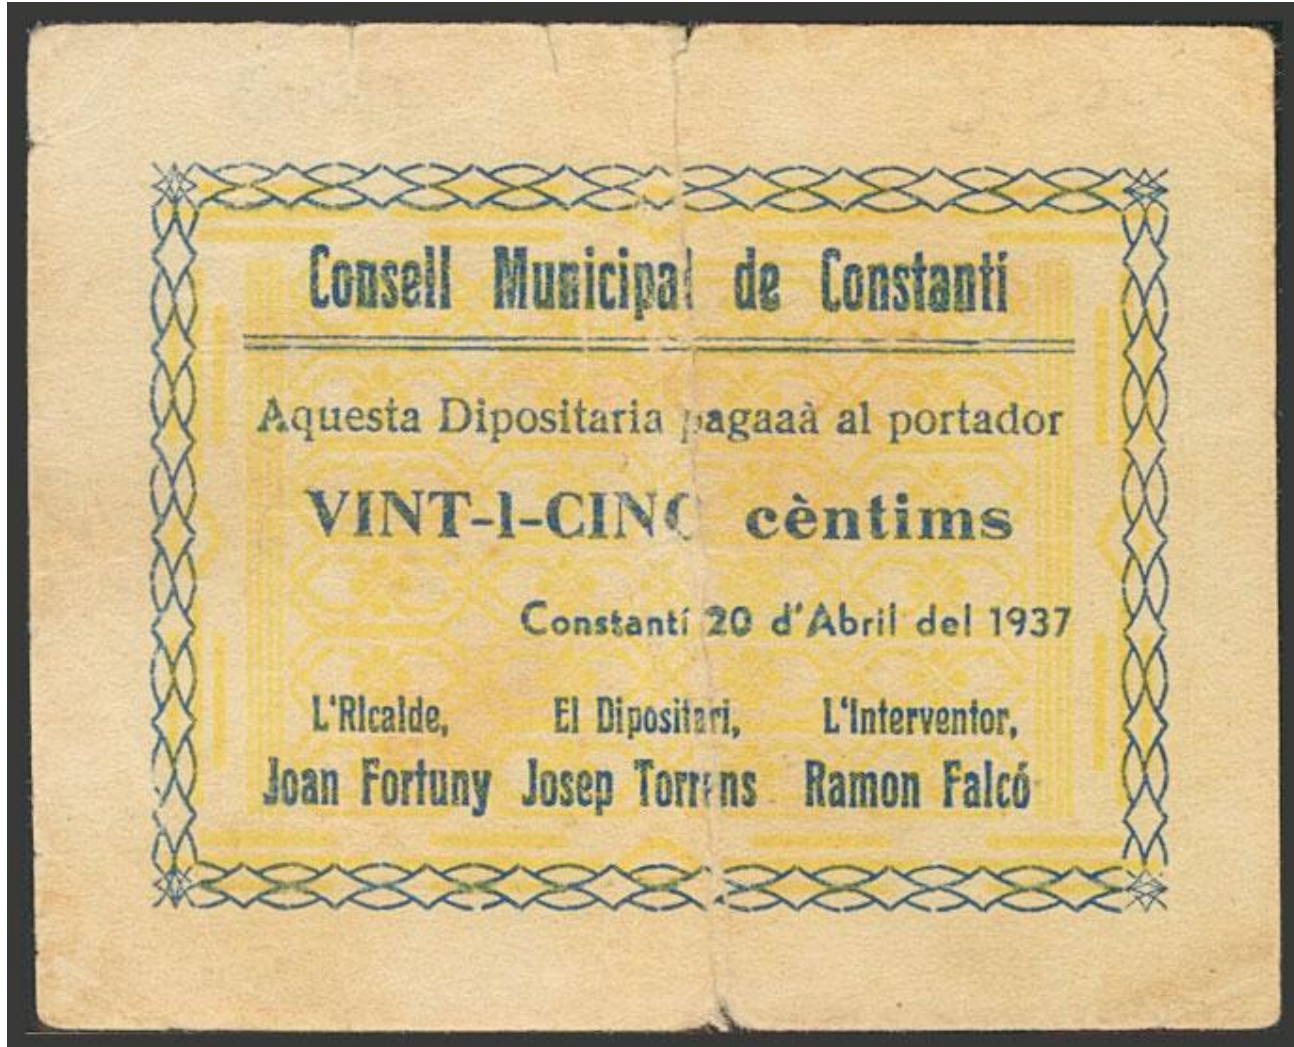 Consell Municipal de Constantí
Aquesta Dipositaria pagaaà al portador
VINT-I-CINC cèntims
Constantí 20 d'Abril del 1937
L'Alcalde, El Dipositari, L'Interventor,
Joan Fortuny Josep Torrens Ramon Falcó